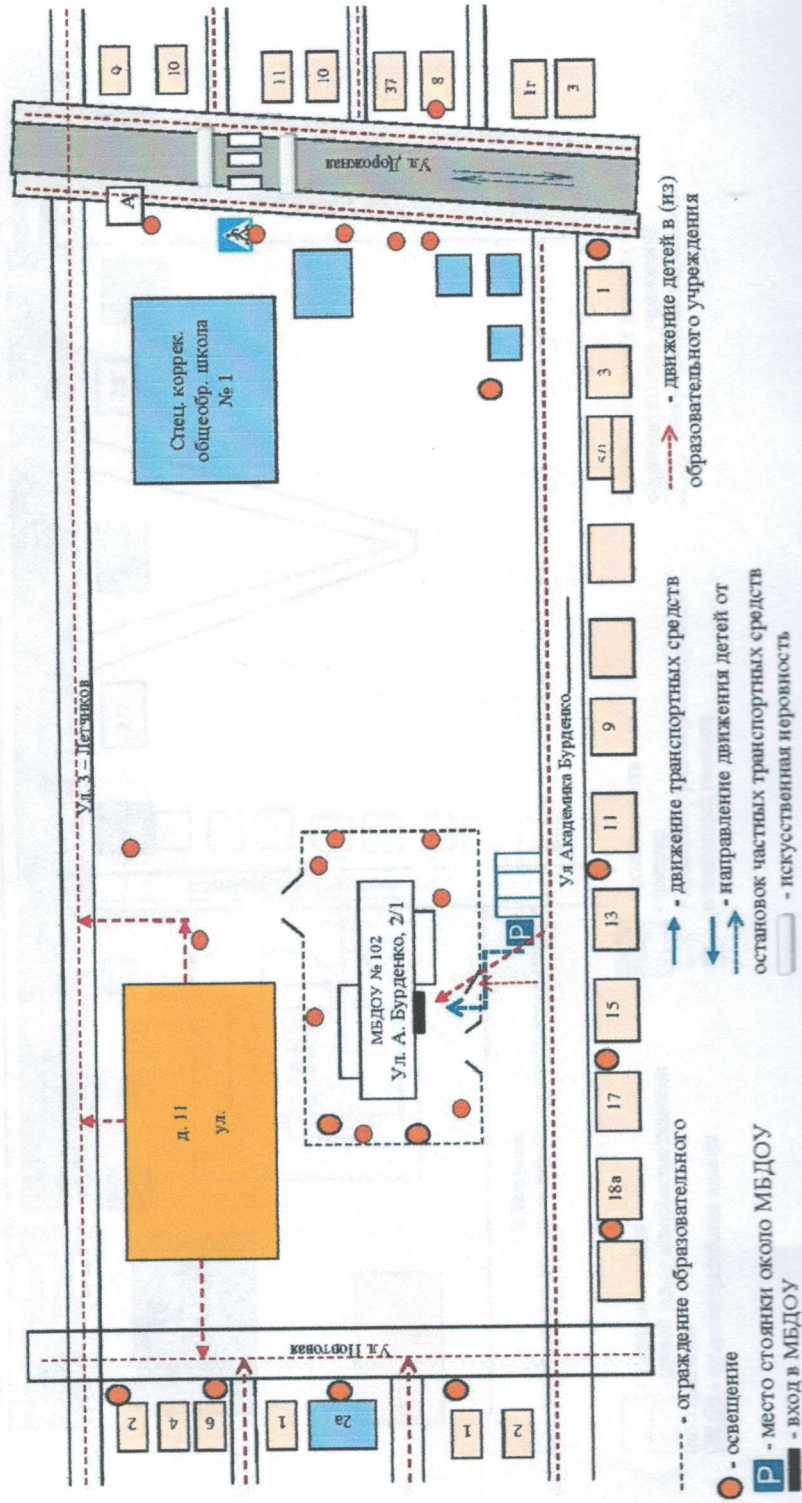 Ул. 3 – Летчиков
9
10
11
10
37
8
1г
3
Ул. Дорожная
А
Спец. коррек.
общеобр. школа
№ 1
д. 11
ул.
МБДОУ № 102
Ул. А. Бурденко, 2/1
P
Ул Академика Бурденко
Ул. Портовая
2
4
6
1
2а
1
2
18а
17
15
13
11
9
3
1
- ограждение образовательного
- освещение
P - место стоянки около МБДОУ
- вход в МБДОУ
- движение транспортных средств
- направление движения детей от
остановок частных транспортных средств
- искусственная неровность
- движение детей в (из)
образовательного учреждения